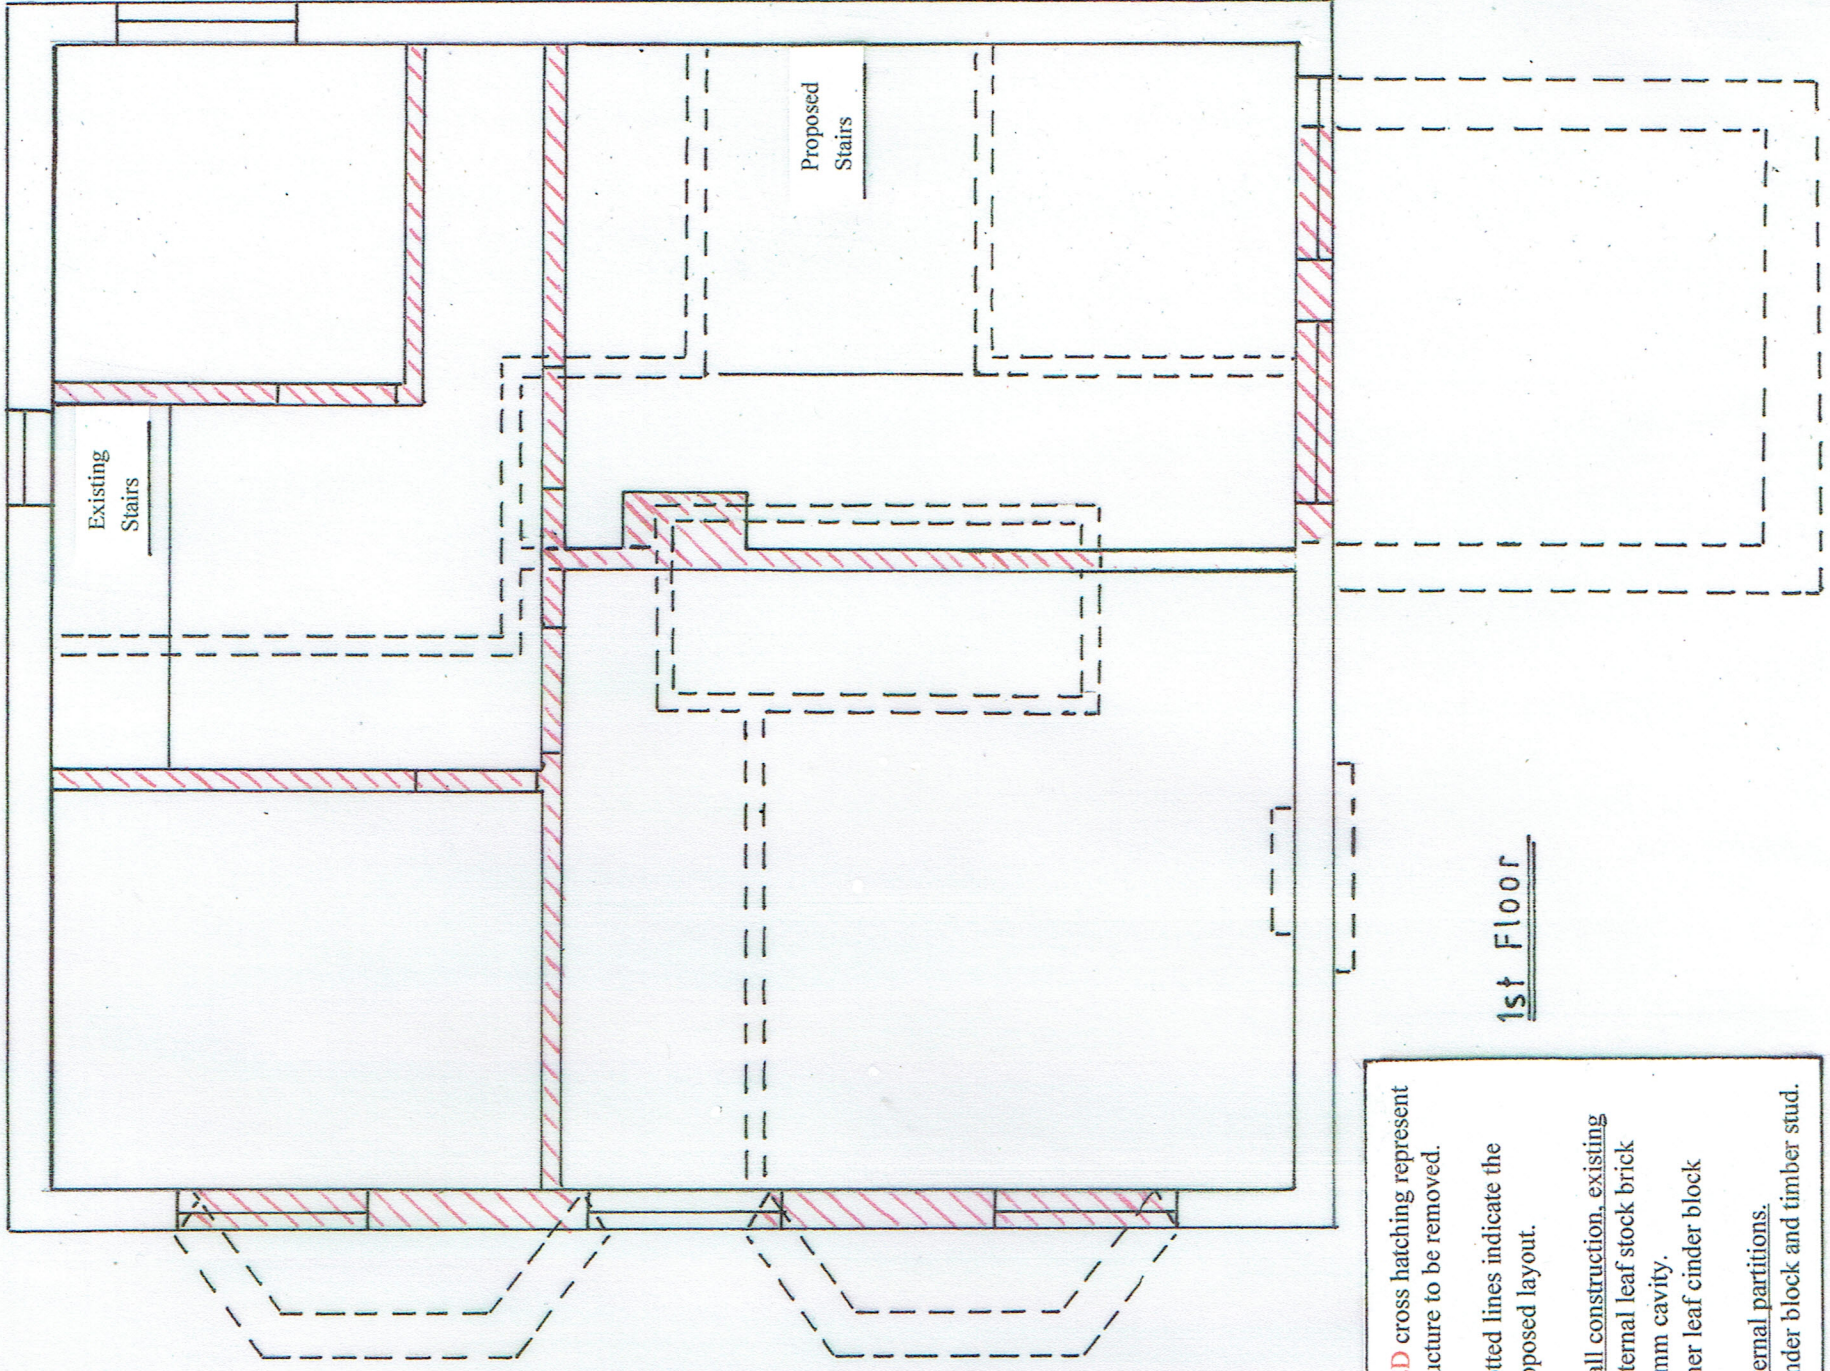 Existing
Stairs
Proposed
Stairs
1st Floor
D cross hatching represent
ucture to be removed.
tted lines indicate the
posed layout.
all construction, existing
ternal leaf stock brick
mm cavity.
er leaf cinder block
ernal partitions.
nder block and timber stud.